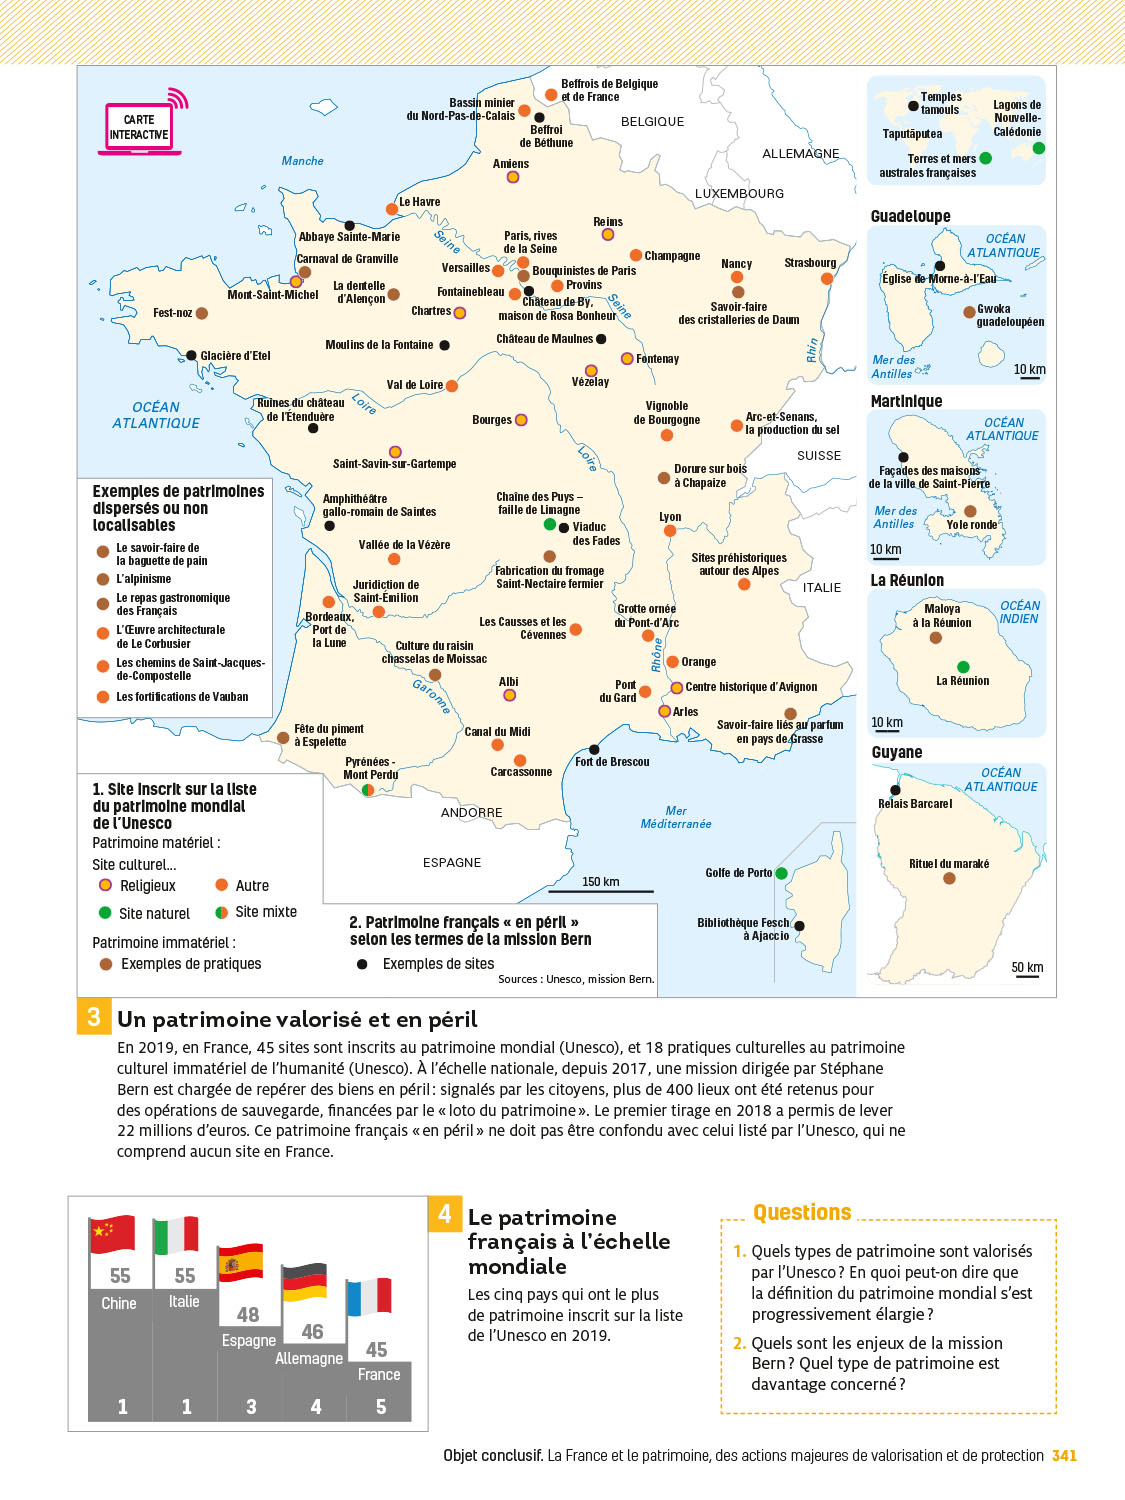 CARTE
INTERACTIVE
Manche
Beffrois de Belgique
et de France
Bassin minier
du Nord-Pas-de-Calais
Beffroi
de Béthune
BELGIQUE
ALLEMAGNE
LUXEMBOURG
Amiens
Le Havre
Abbaye Sainte-Marie
Seine
Reims
Carnaval de Granville
Paris, rives
de la Seine
Champagne
Versailles
Bouquinistes de Paris
Nancy
Strasbourg
Mont-Saint-Michel
La dentelle
d'Alençon
Fontainebleau
Provins
Château de By,
maison de Rosa Bonheur
Seine
Savoir-faire
des cristalleries de Daum
Fest-noz
Chartres
Rhin
Glacière d'Etel
Moulins de la Fontaine
Château de Maulnes
Fontenay
Vézelay
Val de Loire
Loire
OCÉAN
ATLANTIQUE
Ruines du château
de l'Étenduère
Bourges
Vignoble
de Bourgogne
Arc-et-Senans,
la production du sel
SUISSE
Loire
Saint-Savin-sur-Gartempe
Dorure sur bois
à Chapaize
Amphithéâtre
gallo-romain de Saintes
Chaîne des Puys –
faille de Limagne
Viaduc
des Fades
Lyon
Vallée de la Vézère
Fabrication du fromage
Saint-Nectaire fermier
Sites préhistoriques
autour des Alpes
ITALIE
Juridiction de
Saint-Émilion
Bordeaux,
Port de
la Lune
Les Causses et les
Cévennes
Grotte ornée
du Pont-d'Arc
Rhône
Culture du raisin
chasselas de Moissac
Orange
Garonne
Albi
Pont
du Gard
Centre historique d'Avignon
Arles
Savoir-faire liés au parfum
en pays de Grasse
Fête du piment
à Espelette
Canal du Midi
Pyrénées -
Mont Perdu
Carcassonne
Fort de Brescou
ANDORRE
ESPAGNE
Mer
Méditerranée
150 km
Golfe de Porto
Bibliothèque Fesch
à Ajaccio
Exemples de patrimoines
dispersés ou non
localisables
Le savoir-faire de
la baguette de pain
L'alpinisme
Le repas gastronomique
des Français
L'Œuvre architecturale
de Le Corbusier
Les chemins de Saint-Jacques-
de-Compostelle
Les fortifications de Vauban
1. Site inscrit sur la liste
du patrimoine mondial
de l'Unesco
Patrimoine matériel :
Site culturel...
Religieux
Autre
Site naturel
Site mixte
Patrimoine immatériel :
Exemples de pratiques
2. Patrimoine français « en péril »
selon les termes de la mission Bern
Exemples de sites
Sources : Unesco, mission Bern.
Temples
tamouls
Taputāputea
Lagons de
Nouvelle-
Calédonie
Terres et mers
australes françaises
Guadeloupe
OCÉAN
ATLANTIQUE
Église de Morne-à-l'Eau
Gwoka
guadeloupéen
Mer des
Antilles
10 km
Martinique
OCÉAN
ATLANTIQUE
Façades des maisons
de la ville de Saint-Pierre
Mer des
Antilles
Yole ronde
10 km
La Réunion
Maloya
à la Réunion
OCÉAN
INDIEN
La Réunion
10 km
Guyane
OCÉAN
ATLANTIQUE
Relais Barcarel
Rituel du maraké
50 km
3 Un patrimoine valorisé et en péril
En 2019, en France, 45 sites sont inscrits au patrimoine mondial (Unesco), et 18 pratiques culturelles au patrimoine
culturel immatériel de l'humanité (Unesco). À l'échelle nationale, depuis 2017, une mission dirigée par Stéphane
Bern est chargée de repérer des biens en péril : signalés par les citoyens, plus de 400 lieux ont été retenus pour
des opérations de sauvegarde, financées par le « loto du patrimoine ». Le premier tirage en 2018 a permis de lever
22 millions d'euros. Ce patrimoine français « en péril » ne doit pas être confondu avec celui listé par l'Unesco, qui ne
comprend aucun site en France.
55
Chine
1
55
Italie
1
48
Espagne
3
46
Allemagne
4
45
France
5
4 Le patrimoine
français à l'échelle
mondiale
Les cinq pays qui ont le plus
de patrimoine inscrit sur la liste
de l'Unesco en 2019.
Questions
1. Quels types de patrimoine sont valorisés
par l'Unesco ? En quoi peut-on dire que
la définition du patrimoine mondial s'est
progressivement élargie ?
2. Quels sont les enjeux de la mission
Bern ? Quel type de patrimoine est
davantage concerné ?
Objet conclusif. La France et le patrimoine, des actions majeures de valorisation et de protection 341